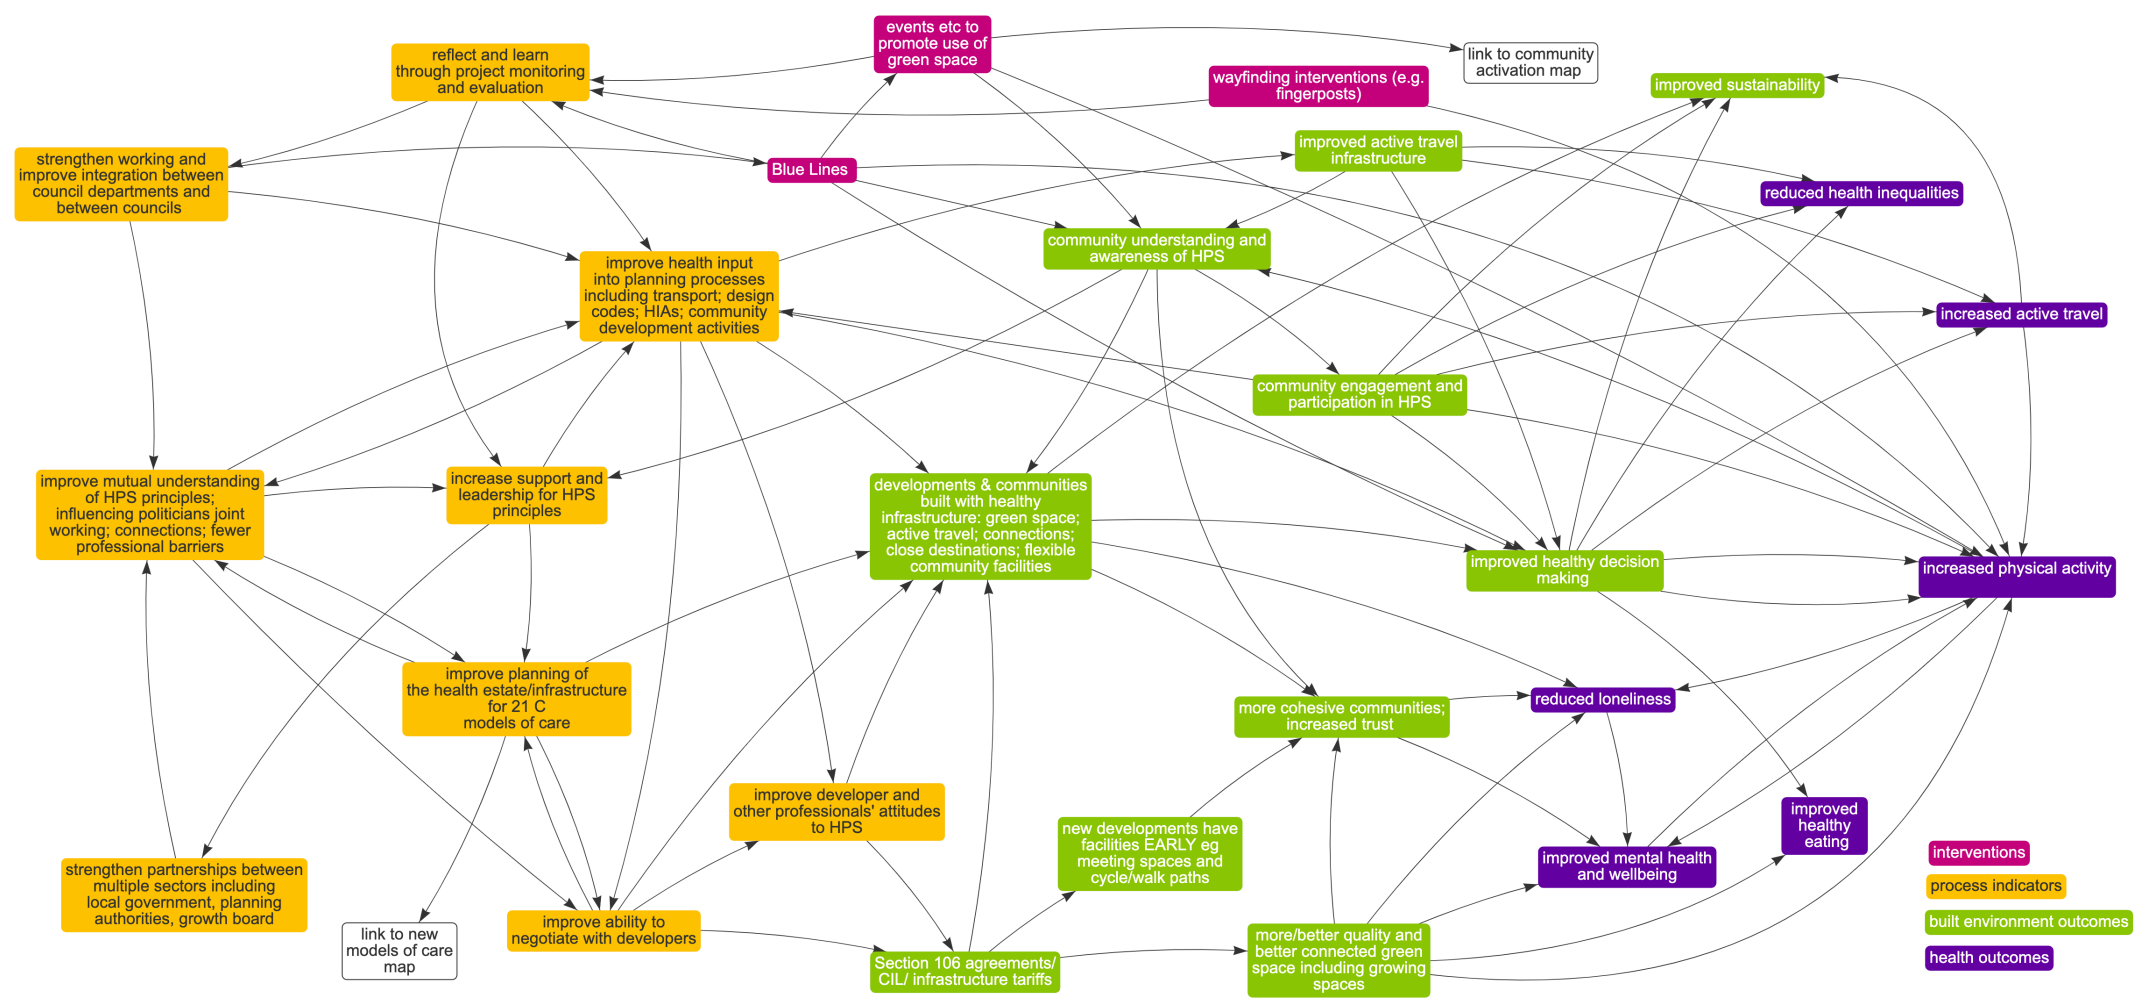 events etc to
promote use of
green space
reflect and learn
through project monitoring
and evaluation
link to community
activation map
wayfinding interventions (e.g.
fingerposts)
improved sustainability
improved active travel
infrastructure
strengthen working and
improve integration between
council departments and
between councils
Blue Lines
reduced health inequalities
community understanding and
awareness of HPS
improve health input
into planning processes
including transport; design
codes; HIAs; community
development activities
increased active travel
community engagement and
participation in HPS
improve mutual understanding
of HPS principles;
influencing politicians joint
working; connections; fewer
professional barriers
increase support and
leadership for HPS
principles
developments & communities
built with healthy
infrastructure: green space;
active travel; connections;
close destinations; flexible
community facilities
improved healthy decision
making
increased physical activity
improve planning of
the health estate/infrastructure
for 21 C
models of care
more cohesive communities;
increased trust
reduced loneliness
improve developer and
other professionals' attitudes
to HPS
new developments have
facilities EARLY eg
meeting spaces and
cycle/walk paths
improved
healthy
eating
improved mental health
and wellbeing
strengthen partnerships between
multiple sectors including
local government, planning
authorities, growth board
link to new
models of care
map
improve ability to
negotiate with developers
Section 106 agreements/
CIL/ infrastructure tariffs
more/better quality and
better connected green
space including growing
spaces
interventions
process indicators
built environment outcomes
health outcomes